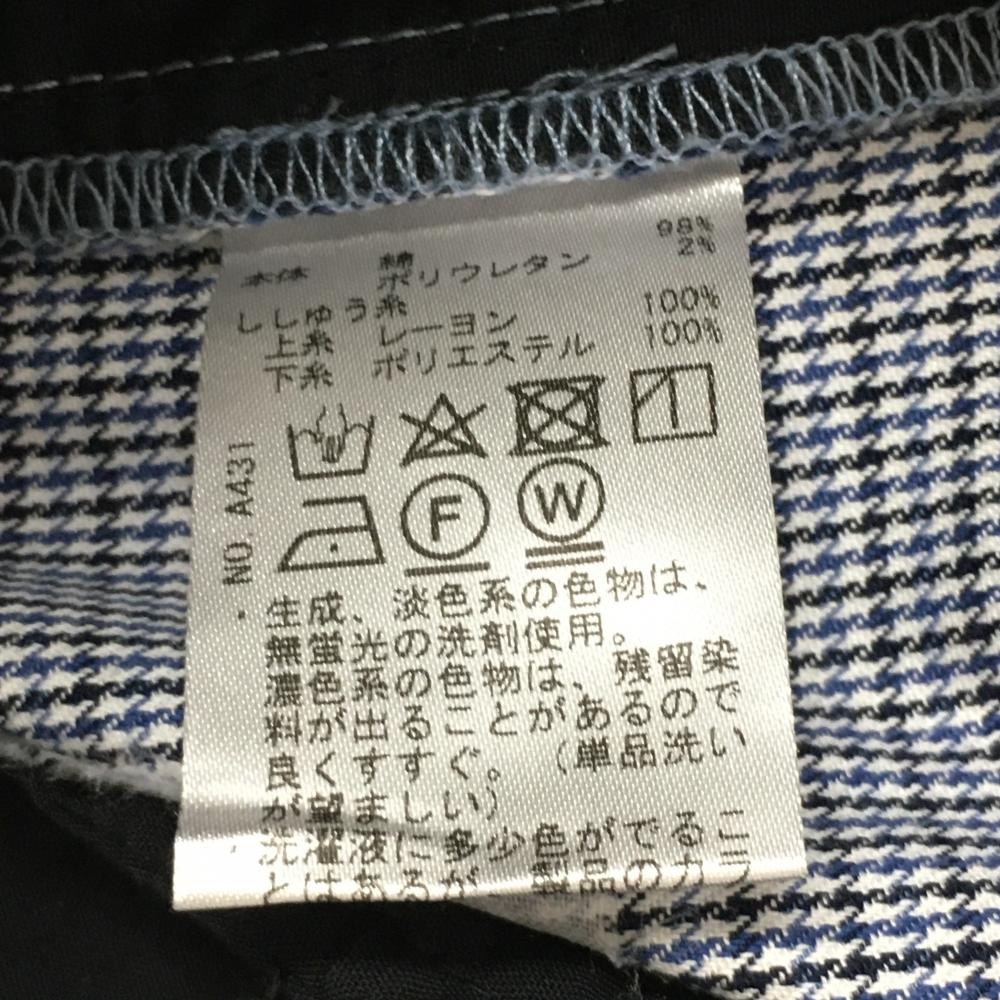 本体 綿 98%
ポリウレタン 2%
ししゅう糸
上糸 レーヨン 100%
下糸 ポリエステル 100%
F W
NO. A431
・生成、淡色系の色物は、
無蛍光の洗剤使用。
濃色系の色物は、残留染
料が出ることがあるので
良くすすぐ。(単品洗い
が望ましい)
・洗濯液に多少色がでるこ
とはあるが 製品のカラ